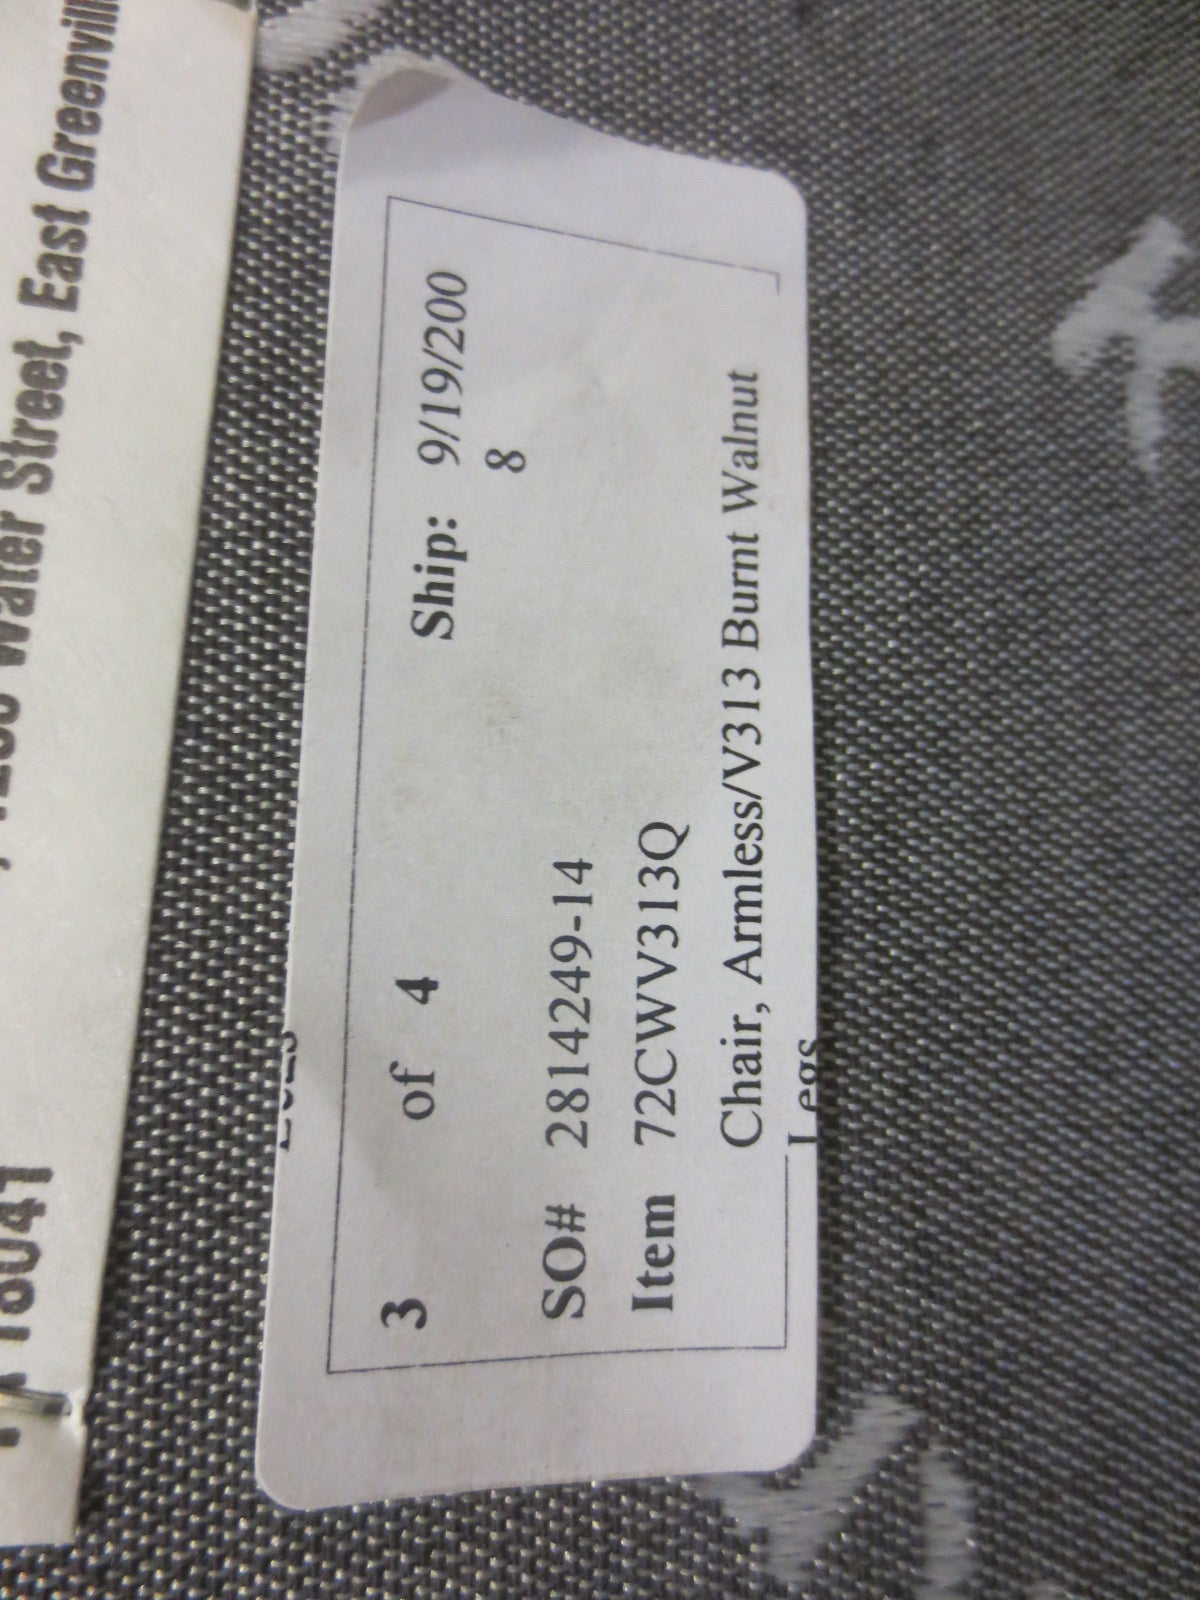 Water Street, East Greenvill
18041
3 of 4 Ship: 9/19/200
8
SO# 2814249-14
Item 72CWV313Q
Chair, Armless/V313 Burnt Walnut
Legs